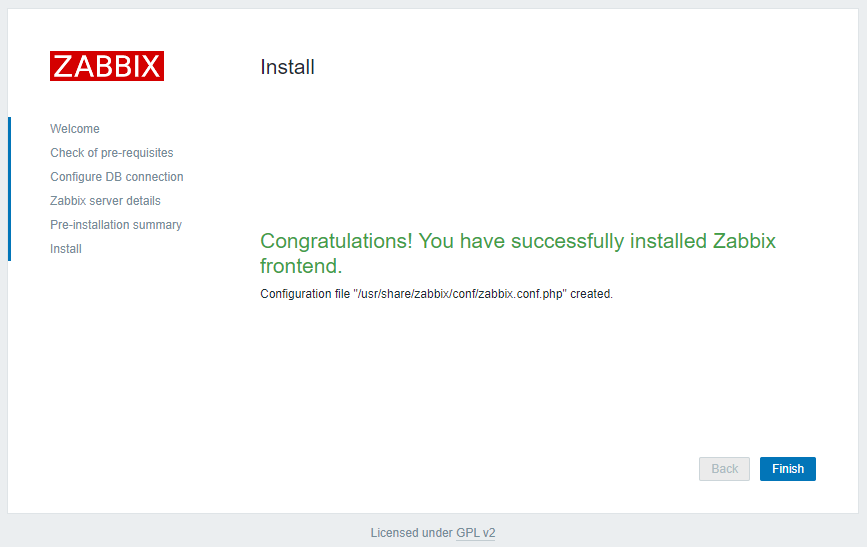 ZABBIX
Install
Welcome
Check of pre-requisites
Configure DB connection
Zabbix server details
Pre-installation summary
Install
Congratulations! You have successfully installed Zabbix
frontend.
Configuration file "/usr/share/zabbix/conf/zabbix.conf.php" created.
Back
Finish
Licensed under GPL v2